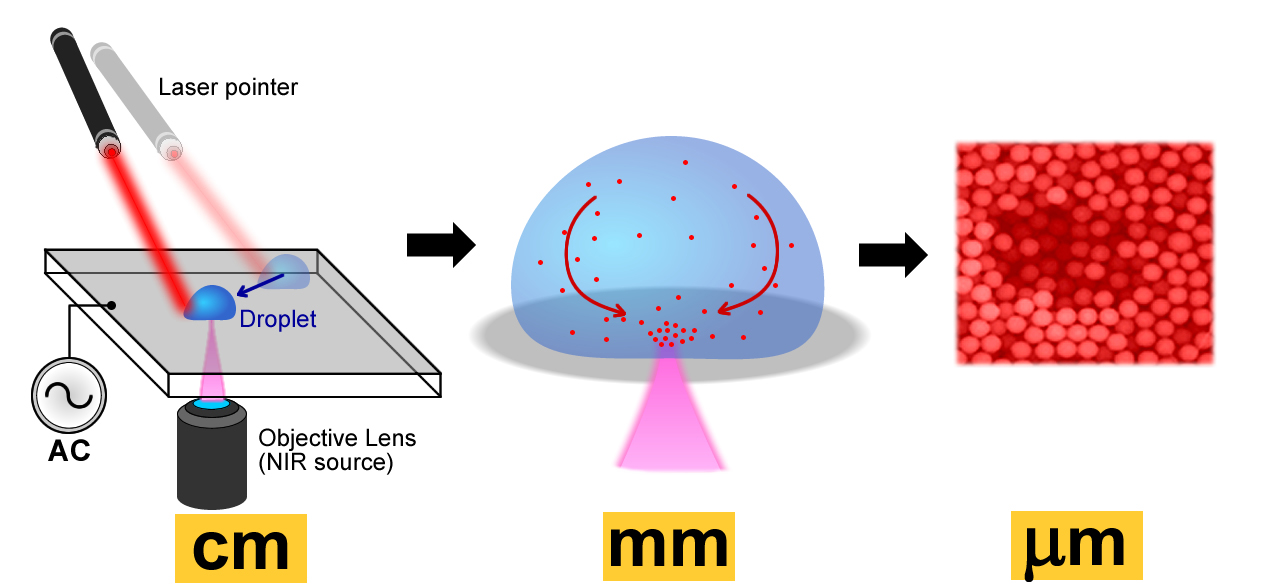 Laser pointer
Droplet
AC
Objective Lens
(NIR source)
cm
mm
μm